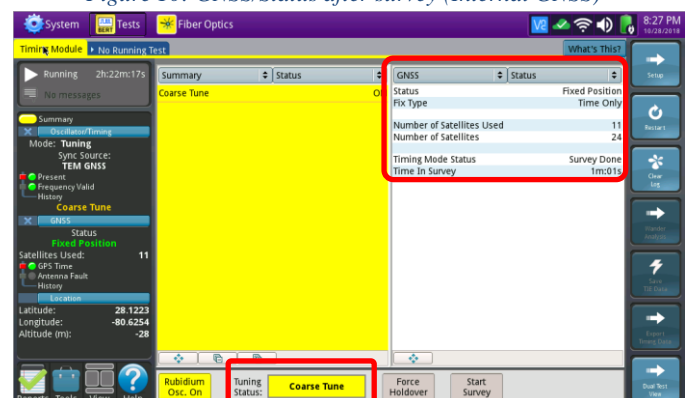 Figure 10: GNSS/Status after survey (Internal GNSS)
System
Tests
Fiber Optics
V2
8:27 PM
10/28/2018
Timing Module
No Running Test
What's This?
Running 2h:22m:17s
No messages
Summary
Oscillator/Timing
Mode: Tuning
Sync Source:
TEM GNSS
Present
Frequency Valid
History
Coarse Tune
GNSS
Status
Fixed Position
Satellites Used: 11
GPS Time
Antenna Fault
History
Location
Latitude: 28.1223
Longitude: -80.6254
Altitude (m): -28
Summary Status
Coarse Tune
GNSS Status
Status Fixed Position
Fix Type Time Only
Number of Satellites Used 11
Number of Satellites 24
Timing Mode Status Survey Done
Time In Survey 1m:01s
Setup
Restart
Clear
Log
Wander
Analysis
Save
TIE Data
Export
Timing Data
Dual Test
View
Reports Tools View Help
Rubidium
Osc. On
Tuning
Status:
Coarse Tune
Force
Holdover
Start
Survey